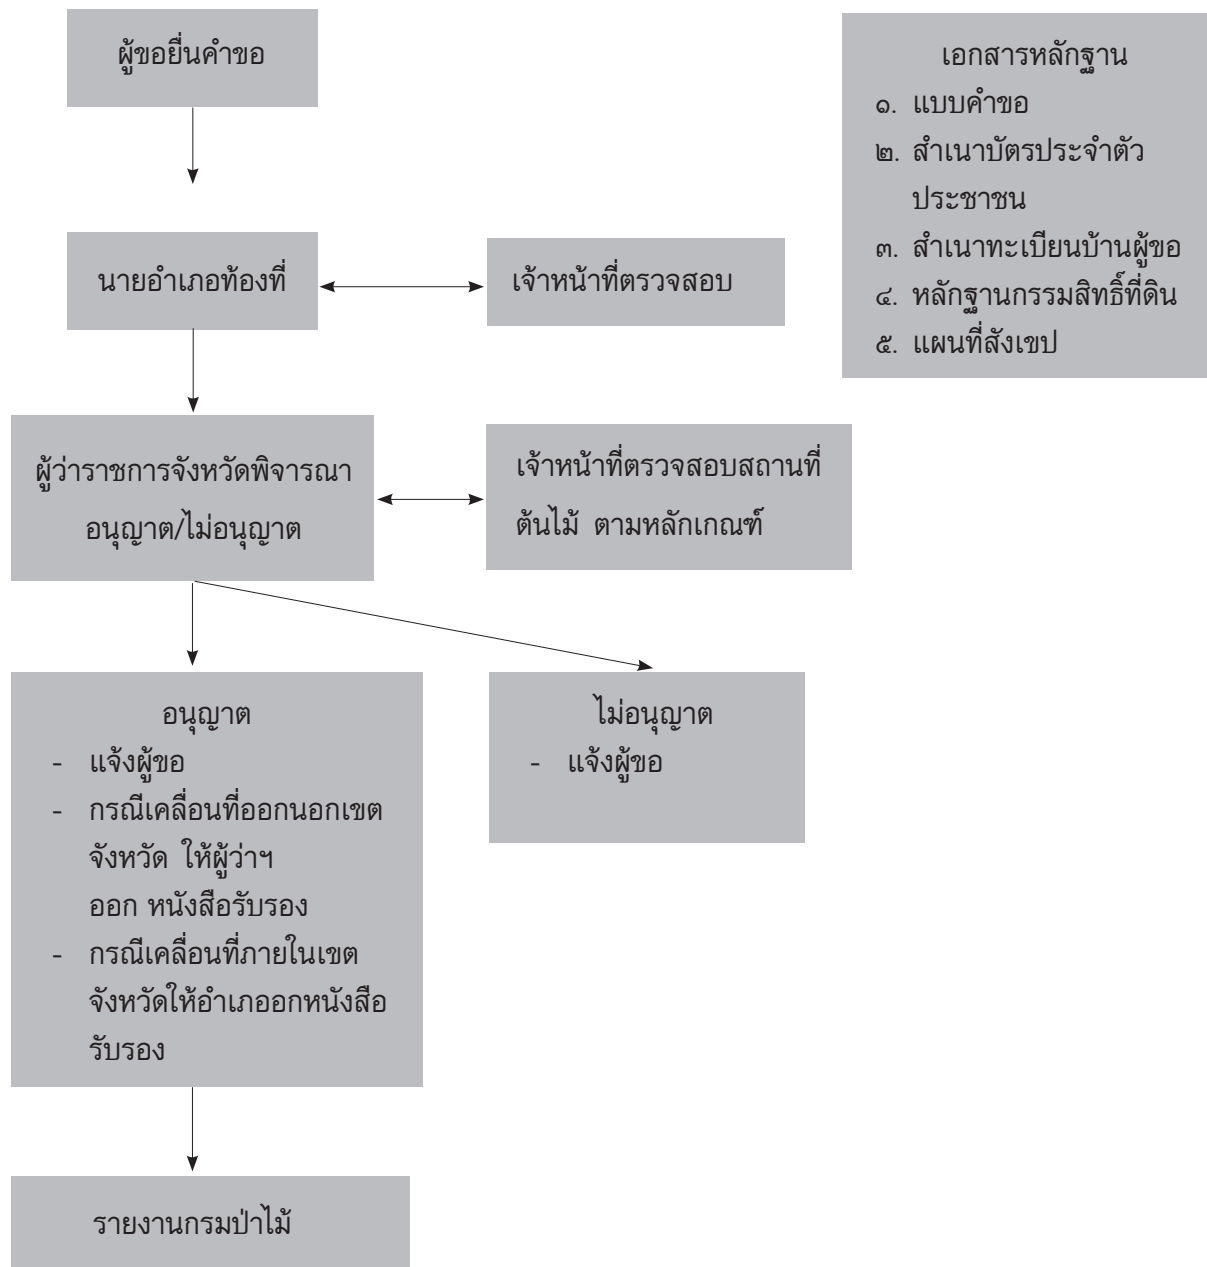 ผู้ขอยื่นคำขอ
เอกสารหลักฐาน
๑. แบบคำขอ
๒. สำเนาบัตรประจำตัว
ประชาชน
๓. สำเนาทะเบียนบ้านผู้ขอ
๔. หลักฐานกรรมสิทธิ์ที่ดิน
๕. แผนที่สังเขป
นายอำเภอท้องที่
เจ้าหน้าที่ตรวจสอบ
ผู้ว่าราชการจังหวัดพิจารณา
อนุญาต/ไม่อนุญาต
เจ้าหน้าที่ตรวจสอบสถานที่
ต้นไม้ ตามหลักเกณฑ์
อนุญาต
- แจ้งผู้ขอ
- กรณีเคลื่อนที่ออกนอกเขต
จังหวัด ให้ผู้ว่าฯ
ออก หนังสือรับรอง
- กรณีเคลื่อนที่ภายในเขต
จังหวัดให้อำเภออกหนังสือ
รับรอง
ไม่อนุญาต
- แจ้งผู้ขอ
รายงานกรมป่าไม้